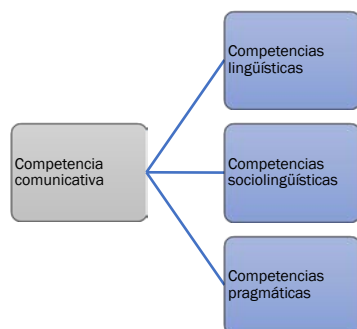 Competencias
lingüísticas
Competencia
comunicativa
Competencias
sociolingüísticas
Competencias
pragmáticas